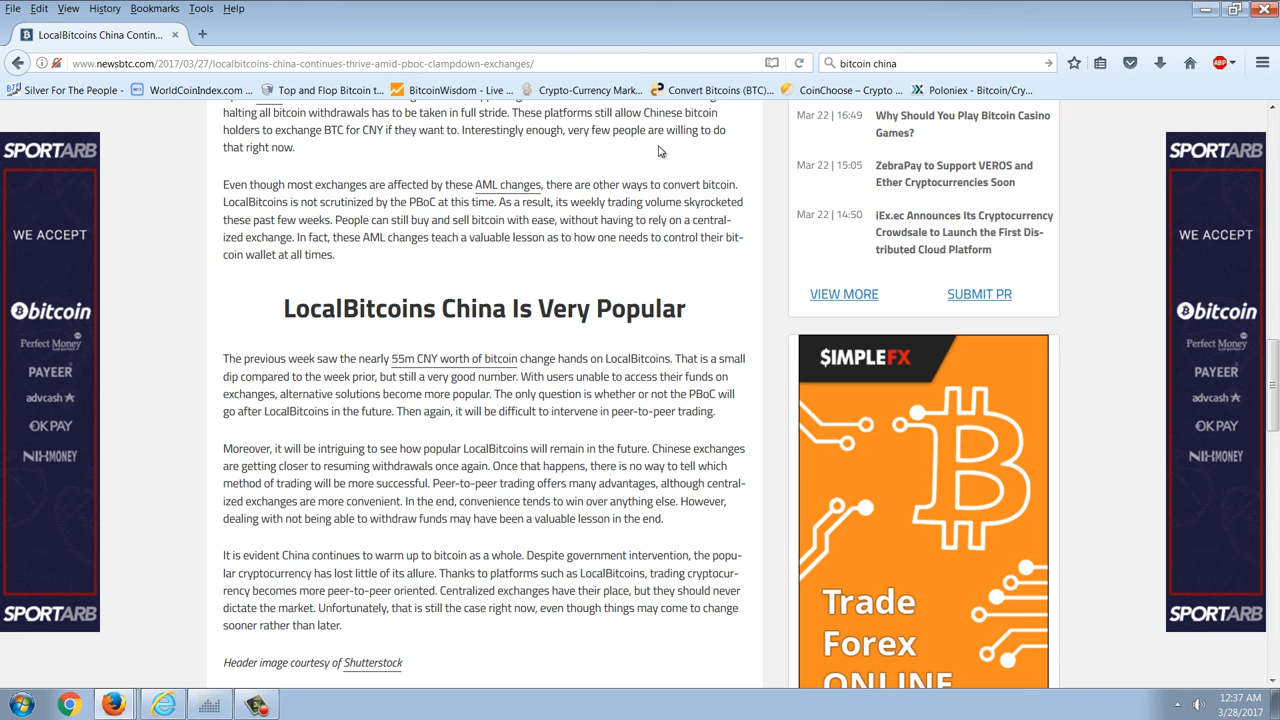 File Edit View History Bookmarks Tools Help
LocalBitcoins China Contin...
www.newsbtc.com/2017/03/27/localbitcoins-china-continues-thrive-amid-pboc-clampdown-exchanges/
bitcoin china
ABP
Silver For The People - WorldCoinIndex.com ... Top and Flop Bitcoin t... BitcoinWisdom - Live ... Crypto-Currency Mark... Convert Bitcoins (BTC)... CoinChoose – Crypto ... Poloniex - Bitcoin/Cry...
halting all bitcoin withdrawals has to be taken in full stride. These platforms still allow Chinese bitcoin
holders to exchange BTC for CNY if they want to. Interestingly enough, very few people are willing to do
that right now.
Even though most exchanges are affected by these AML changes, there are other ways to convert bitcoin.
LocalBitcoins is not scrutinized by the PBoC at this time. As a result, its weekly trading volume skyrocketed
these past few weeks. People can still buy and sell bitcoin with ease, without having to rely on a central-
ized exchange. In fact, these AML changes teach a valuable lesson as to how one needs to control their bit-
coin wallet at all times.
LocalBitcoins China Is Very Popular
The previous week saw the nearly 55m CNY worth of bitcoin change hands on LocalBitcoins. That is a small
dip compared to the week prior, but still a very good number. With users unable to access their funds on
exchanges, alternative solutions become more popular. The only question is whether or not the PBoC will
go after LocalBitcoins in the future. Then again, it will be difficult to intervene in peer-to-peer trading.
Moreover, it will be intriguing to see how popular LocalBitcoins will remain in the future. Chinese exchanges
are getting closer to resuming withdrawals once again. Once that happens, there is no way to tell which
method of trading will be more successful. Peer-to-peer trading offers many advantages, although central-
ized exchanges are more convenient. In the end, convenience tends to win over anything else. However,
dealing with not being able to withdraw funds may have been a valuable lesson in the end.
It is evident China continues to warm up to bitcoin as a whole. Despite government intervention, the popu-
lar cryptocurrency has lost little of its allure. Thanks to platforms such as LocalBitcoins, trading cryptocur-
rency becomes more peer-to-peer oriented. Centralized exchanges have their place, but they should never
dictate the market. Unfortunately, that is still the case right now, even though things may come to change
sooner rather than later.
Header image courtesy of Shutterstock
Mar 22 | 16:49 Why Should You Play Bitcoin Casino
Games?
Mar 22 | 15:05 ZebraPay to Support VEROS and
Ether Cryptocurrencies Soon
Mar 22 | 14:50 iEx.ec Announces Its Cryptocurrency
Crowdsale to Launch the First Dis-
tributed Cloud Platform
VIEW MORE SUBMIT PR
$IMPLEFX
Trade
Forex
ONLINE
SPORTARB
WE ACCEPT
bitcoin
Perfect Money
PAYEER
advcash
OKPAY
NIXMONEY
SPORTARB
SPORTARB
WE ACCEPT
bitcoin
Perfect Money
PAYEER
advcash
OKPAY
NIXMONEY
SPORTARB
12:37 AM
3/28/2017